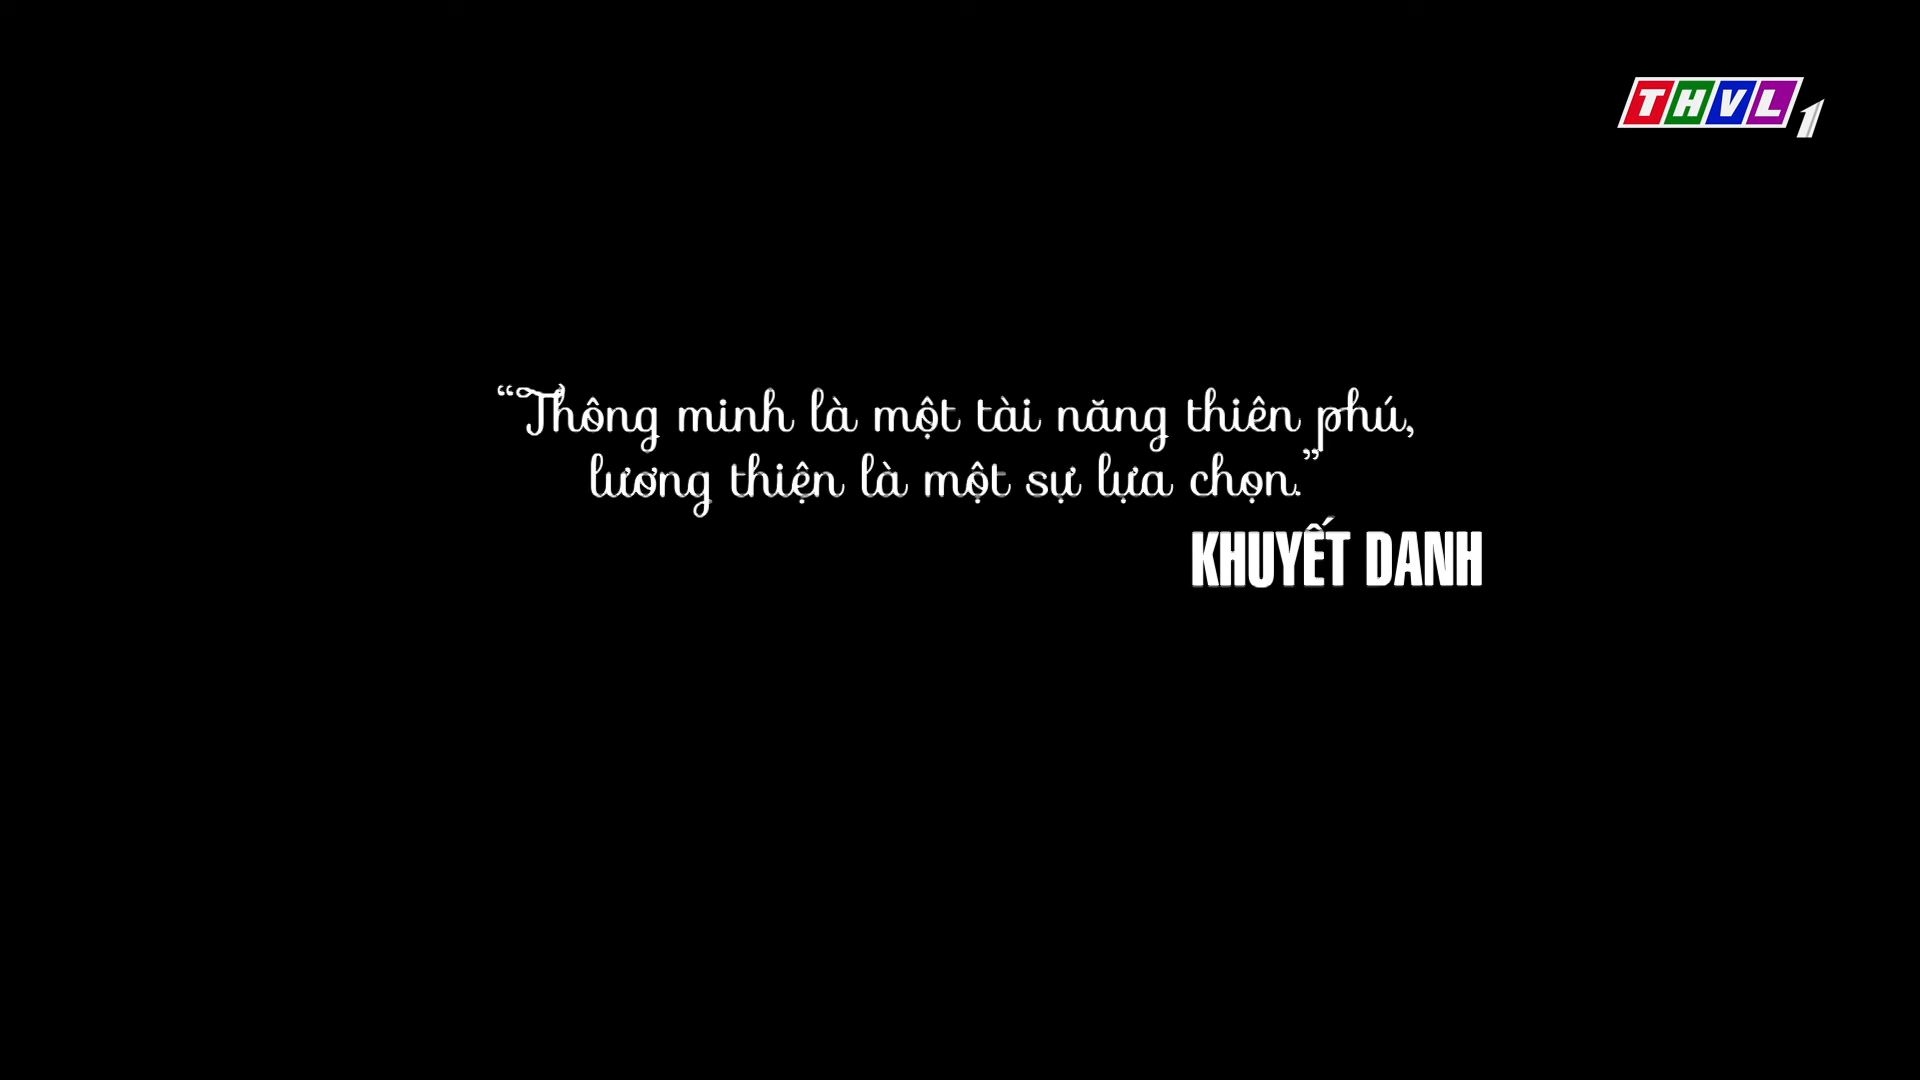 THVL1
“Thông minh là một tài năng thiên phú,
lương thiện là một sự lựa chọn.”
KHUYẾT DANH